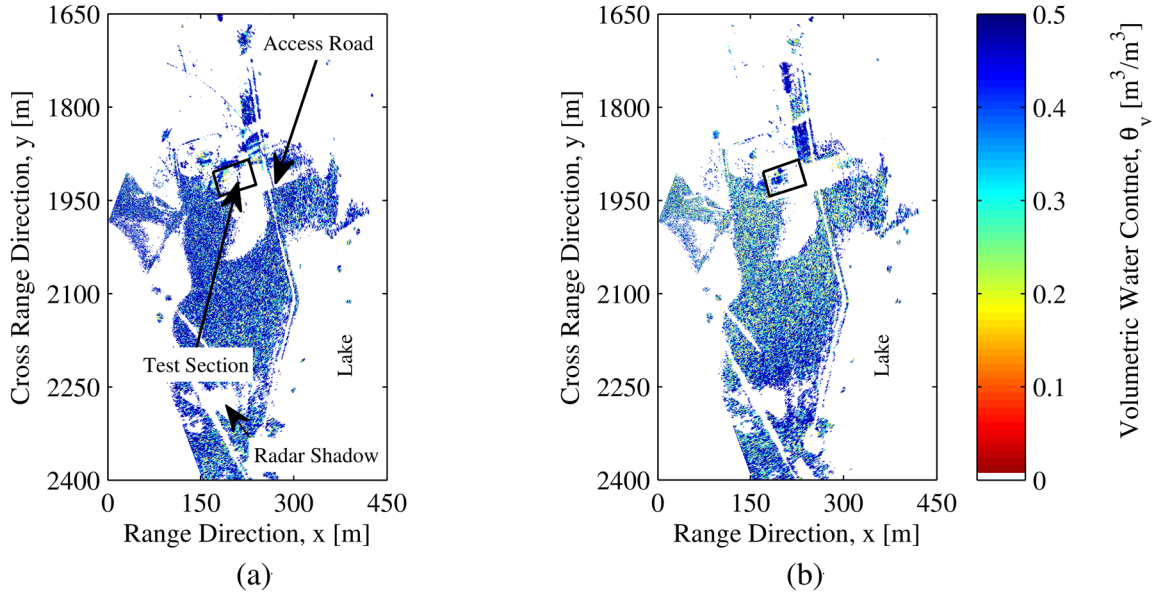 1650
1800
1950
2100
2250
2400
0
150
300
450
Cross Range Direction, y [m]
Range Direction, x [m]
Access Road
Test Section
Lake
Radar Shadow
(a)
1650
1800
1950
2100
2250
2400
0
150
300
450
Cross Range Direction, y [m]
Range Direction, x [m]
Lake
(b)
0.5
0.4
0.3
0.2
0.1
0
Volumetric Water Contnet, θv [m³/m³]